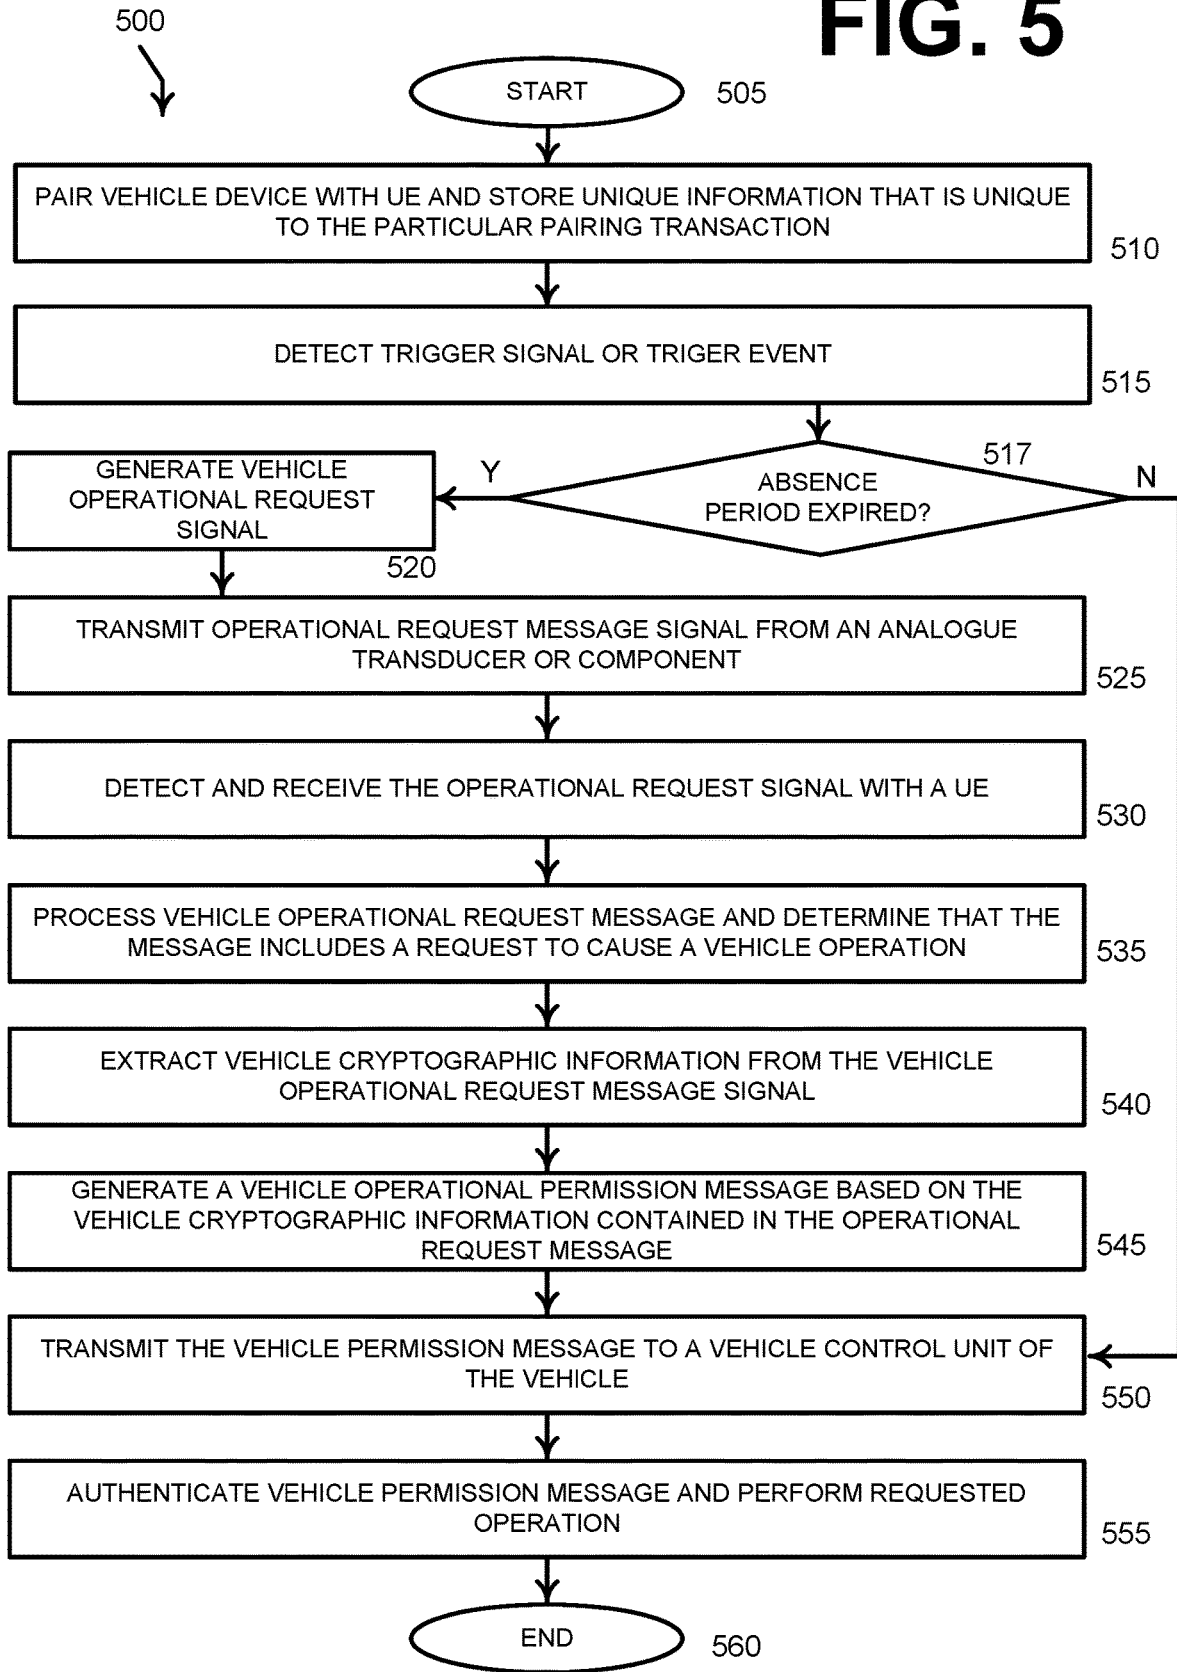 FIG. 5
500
START
505
PAIR VEHICLE DEVICE WITH UE AND STORE UNIQUE INFORMATION THAT IS UNIQUE
TO THE PARTICULAR PAIRING TRANSACTION
510
DETECT TRIGGER SIGNAL OR TRIGER EVENT
515
517
ABSENCE
PERIOD EXPIRED?
Y
N
GENERATE VEHICLE
OPERATIONAL REQUEST
SIGNAL
520
TRANSMIT OPERATIONAL REQUEST MESSAGE SIGNAL FROM AN ANALOGUE
TRANSDUCER OR COMPONENT
525
DETECT AND RECEIVE THE OPERATIONAL REQUEST SIGNAL WITH A UE
530
PROCESS VEHICLE OPERATIONAL REQUEST MESSAGE AND DETERMINE THAT THE
MESSAGE INCLUDES A REQUEST TO CAUSE A VEHICLE OPERATION
535
EXTRACT VEHICLE CRYPTOGRAPHIC INFORMATION FROM THE VEHICLE
OPERATIONAL REQUEST MESSAGE SIGNAL
540
GENERATE A VEHICLE OPERATIONAL PERMISSION MESSAGE BASED ON THE
VEHICLE CRYPTOGRAPHIC INFORMATION CONTAINED IN THE OPERATIONAL
REQUEST MESSAGE
545
TRANSMIT THE VEHICLE PERMISSION MESSAGE TO A VEHICLE CONTROL UNIT OF
THE VEHICLE
550
AUTHENTICATE VEHICLE PERMISSION MESSAGE AND PERFORM REQUESTED
OPERATION
555
END
560